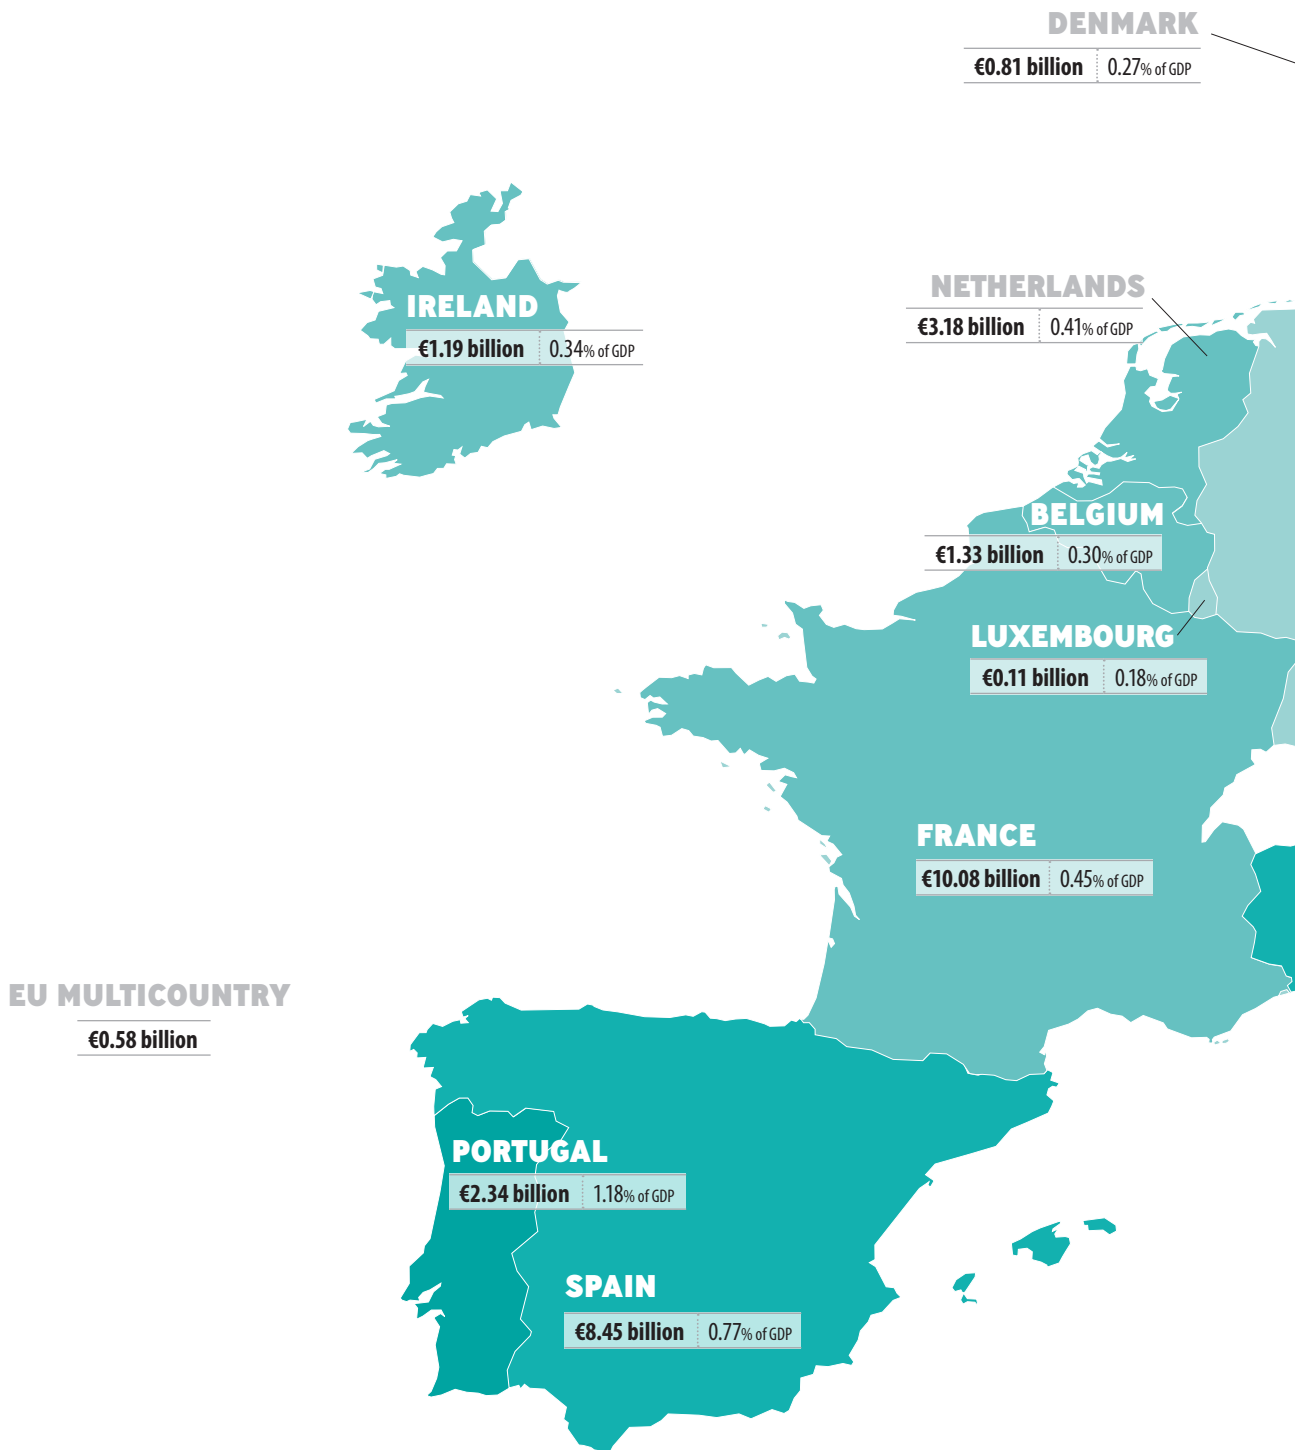 DENMARK
€0.81 billion 0.27% of GDP
IRELAND
€1.19 billion 0.34% of GDP
NETHERLANDS
€3.18 billion 0.41% of GDP
BELGIUM
€1.33 billion 0.30% of GDP
LUXEMBOURG
€0.11 billion 0.18% of GDP
FRANCE
€10.08 billion 0.45% of GDP
EU MULTICOUNTRY
€0.58 billion
PORTUGAL
€2.34 billion 1.18% of GDP
SPAIN
€8.45 billion 0.77% of GDP